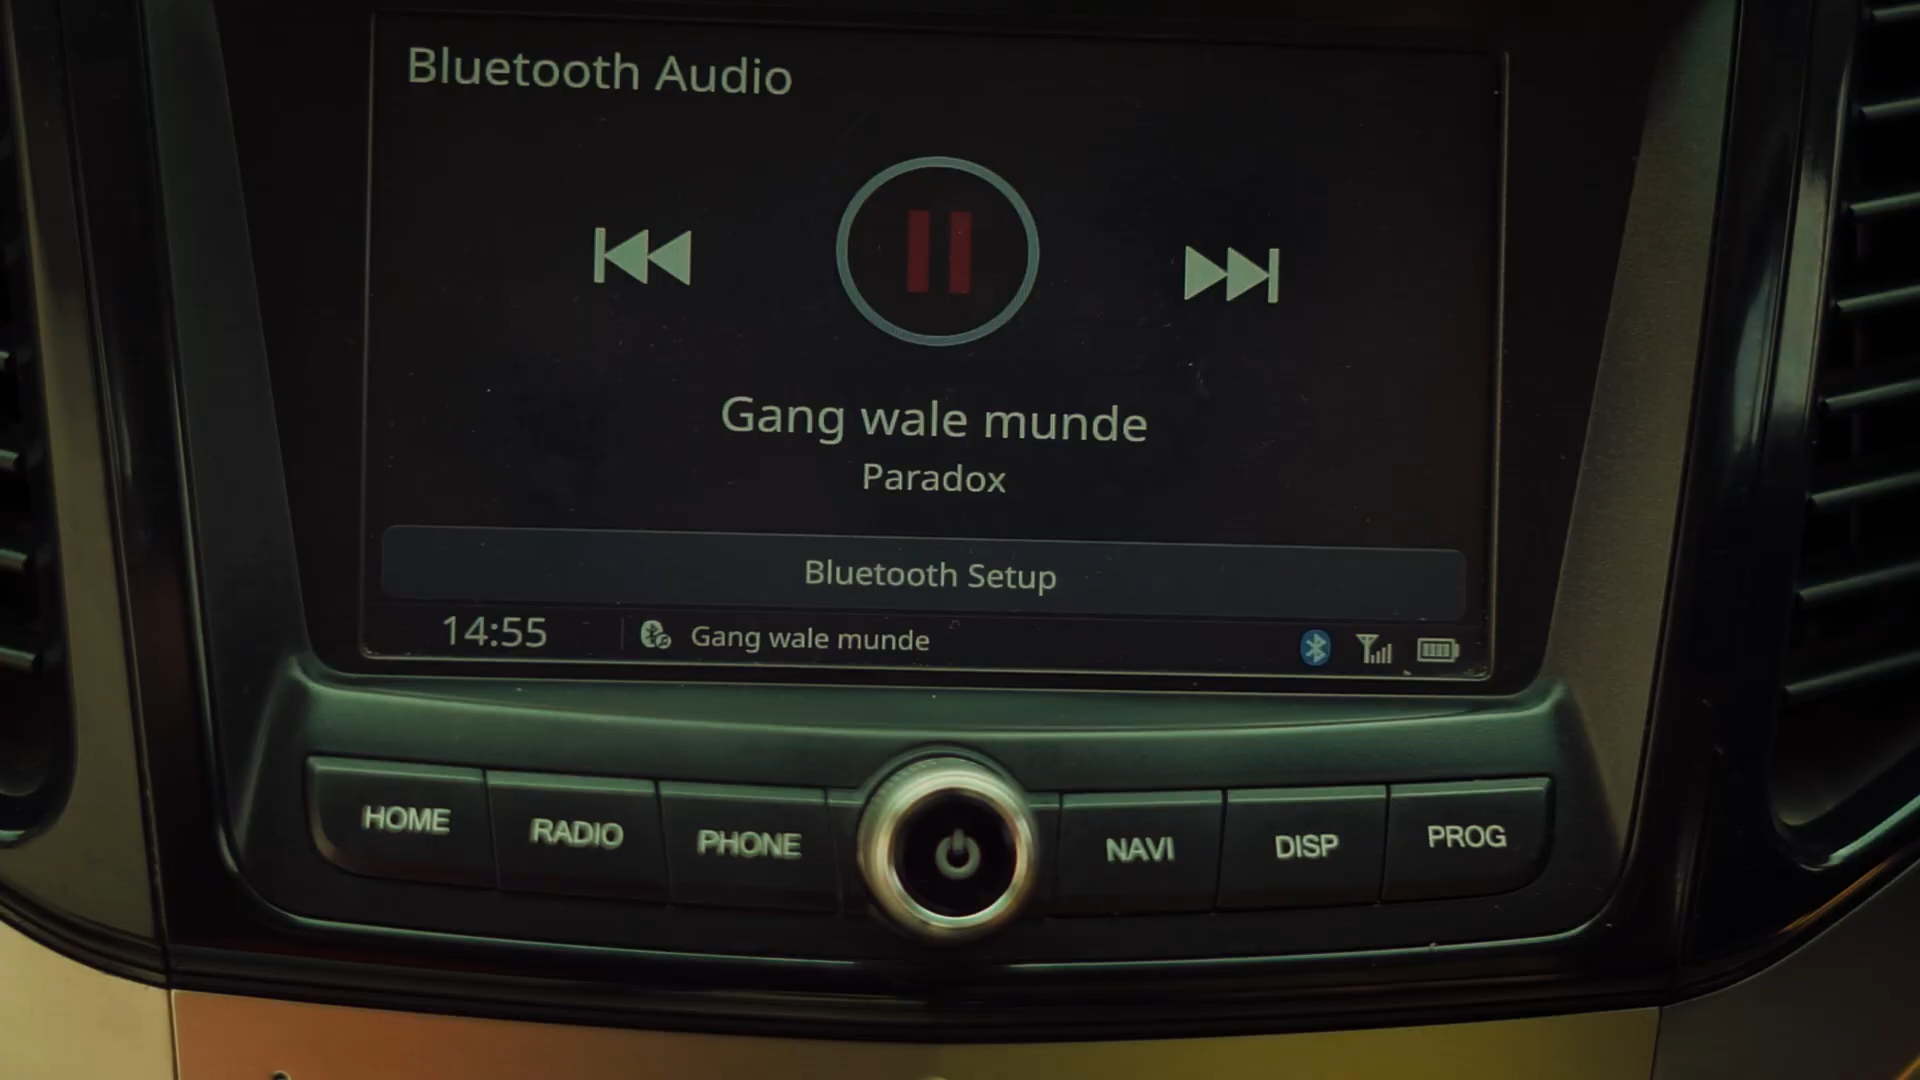 Bluetooth Audio
Gang wale munde
Paradox
Bluetooth Setup
14:55 Gang wale munde
HOME RADIO PHONE NAVI DISP PROG